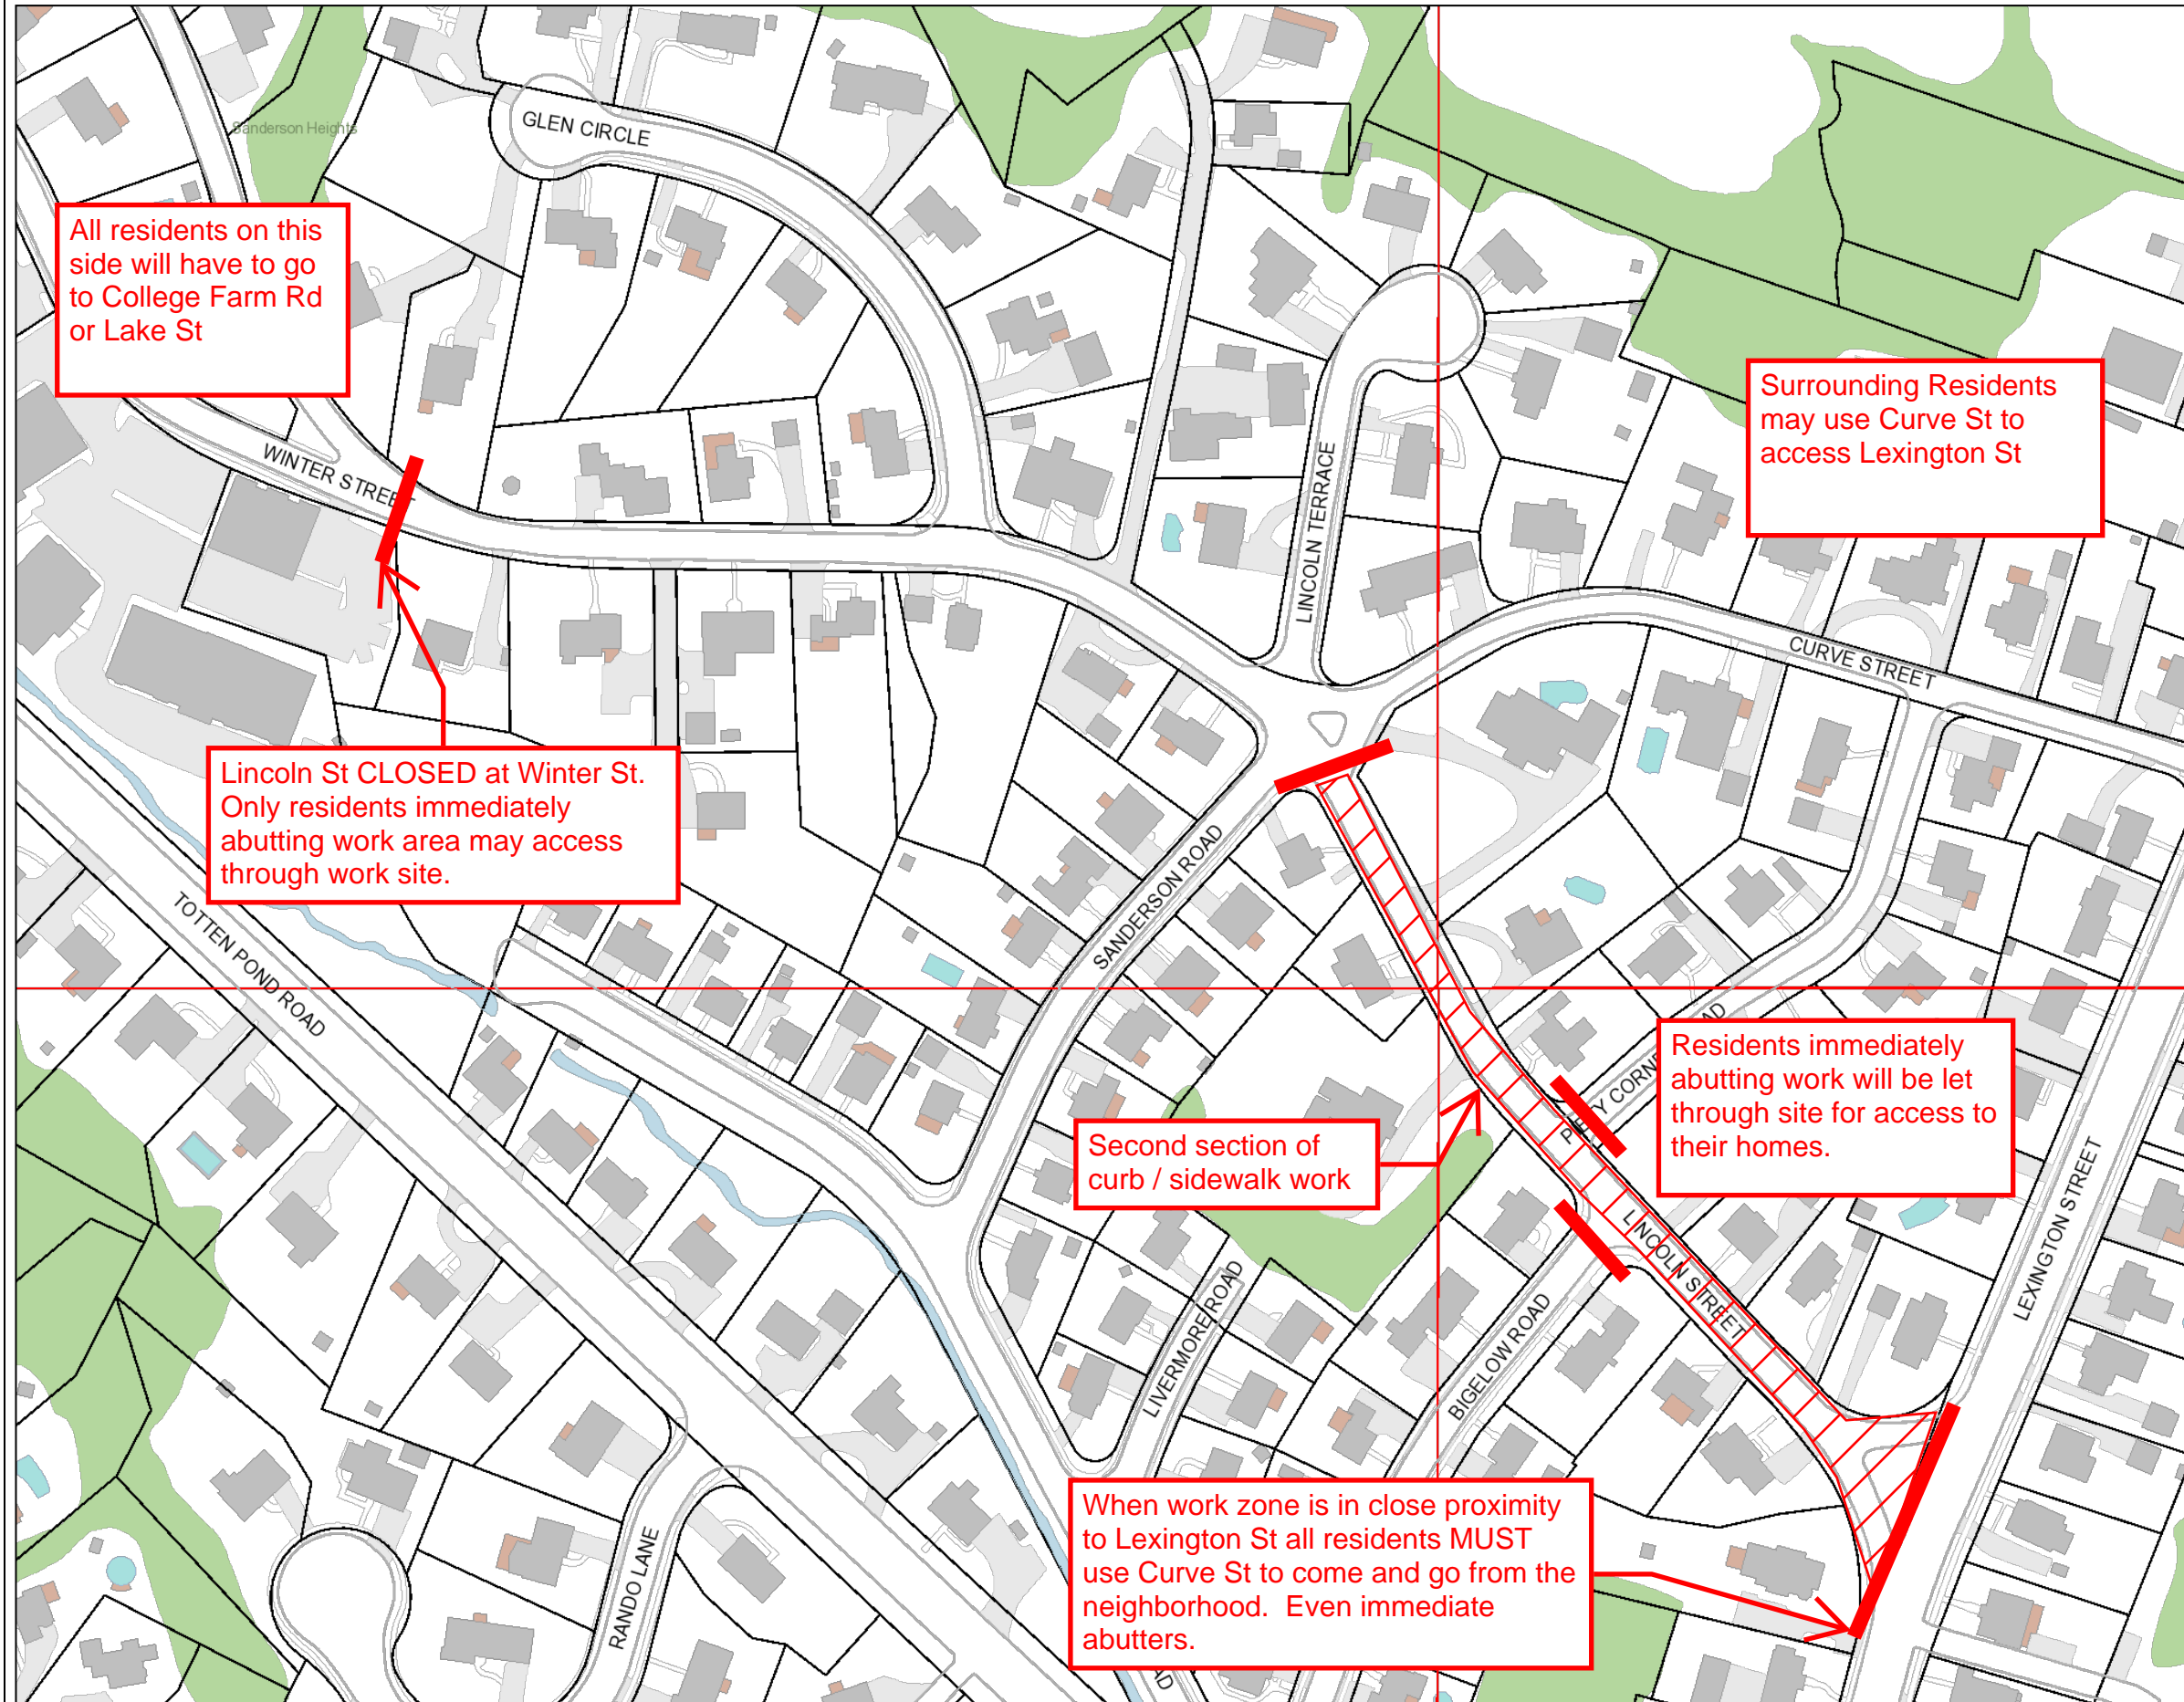 Sanderson Heights
GLEN CIRCLE
All residents on this
side will have to go
to College Farm Rd
or Lake St
Surrounding Residents
may use Curve St to
access Lexington St
WINTER STREET
LINCOLN TERRACE
CURVE STREET
Lincoln St CLOSED at Winter St.
Only residents immediately
abutting work area may access
through work site.
SANDERSON ROAD
TOTTEN POND ROAD
Residents immediately
abutting work will be let
through site for access to
their homes.
Second section of
curb / sidewalk work
LINCOLN STREET
LEXINGTON STREET
LIVERMORE ROAD
BIGELOW ROAD
When work zone is in close proximity
to Lexington St all residents MUST
use Curve St to come and go from the
neighborhood.  Even immediate
abutters.
RANDO LANE